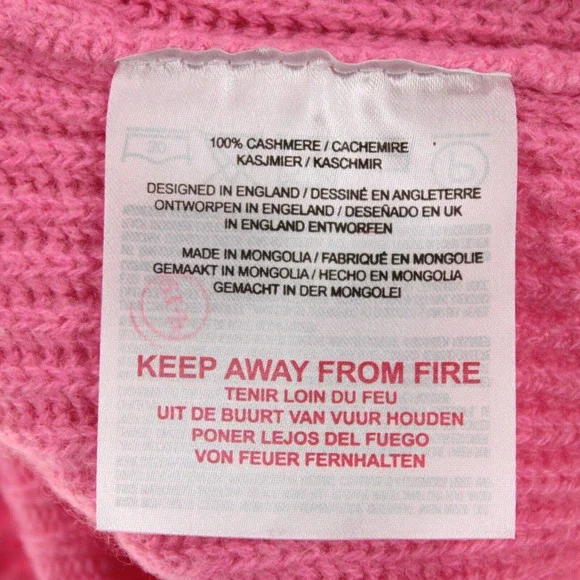 100% CASHMERE / CACHEMIRE
KASJMIER / KASCHMIR
DESIGNED IN ENGLAND / DESSINÉ EN ANGLETERRE
ONTWORPEN IN ENGELAND / DESEÑADO EN UK
IN ENGLAND ENTWORFEN
MADE IN MONGOLIA / FABRIQUÉ EN MONGOLIE
GEMAAKT IN MONGOLIA / HECHO EN MONGOLIA
GEMACHT IN DER MONGOLEI
KEEP AWAY FROM FIRE
TENIR LOIN DU FEU
UIT DE BUURT VAN VUUR HOUDEN
PONER LEJOS DEL FUEGO
VON FEUER FERNHALTEN